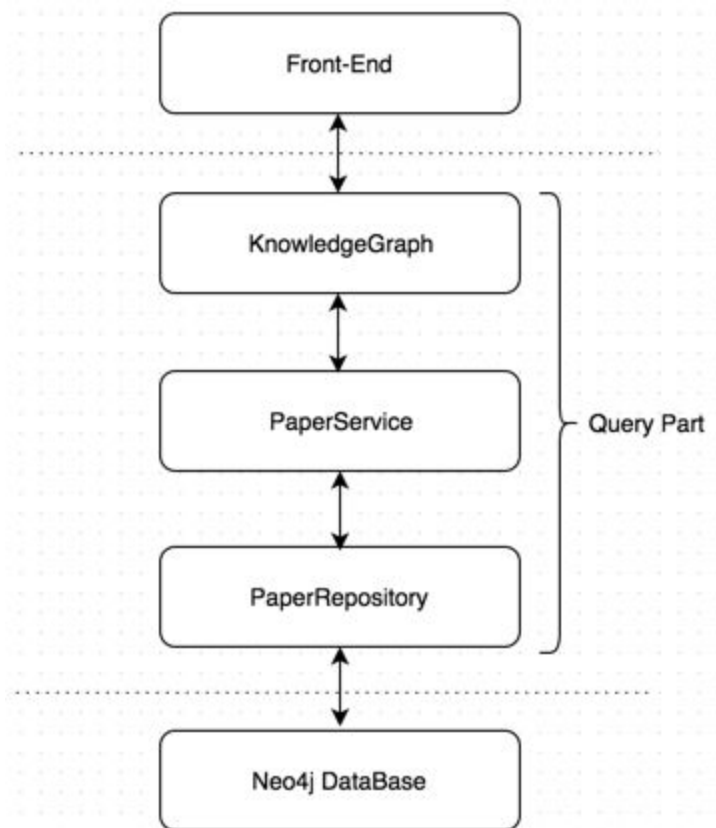 Front-End
KnowledgeGraph
PaperService
Query Part
PaperRepository
Neo4j DataBase